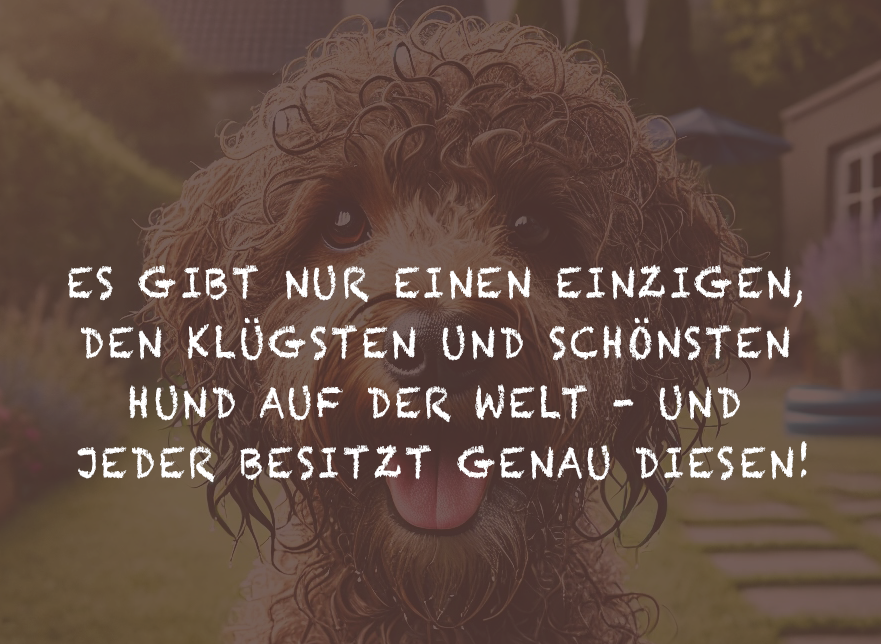 ES GIBT NUR EINEN EINZIGEN,
DEN KLÜGSTEN UND SCHÖNSTEN
HUND AUF DER WELT - UND
JEDER BESITZT GENAU DIESEN!